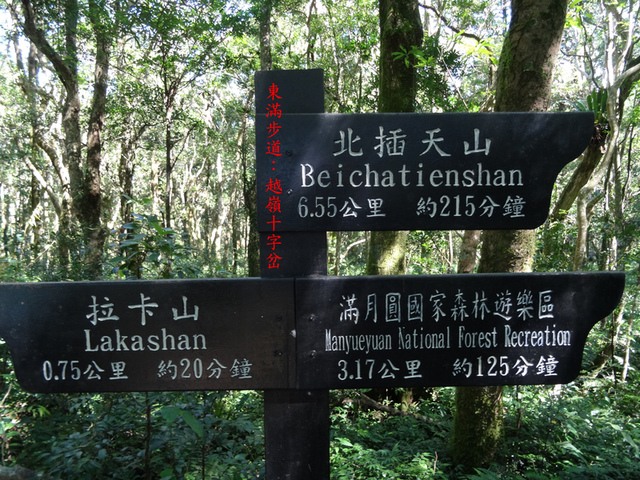 東滿步道：越嶺十字岔
北插天山
Beichatienshan
6.55公里 約215分鐘
拉卡山
Lakashan
0.75公里 約20分鐘
滿月圓國家森林遊樂區
Manyueyuan National Forest Recreation
3.17公里 約125分鐘